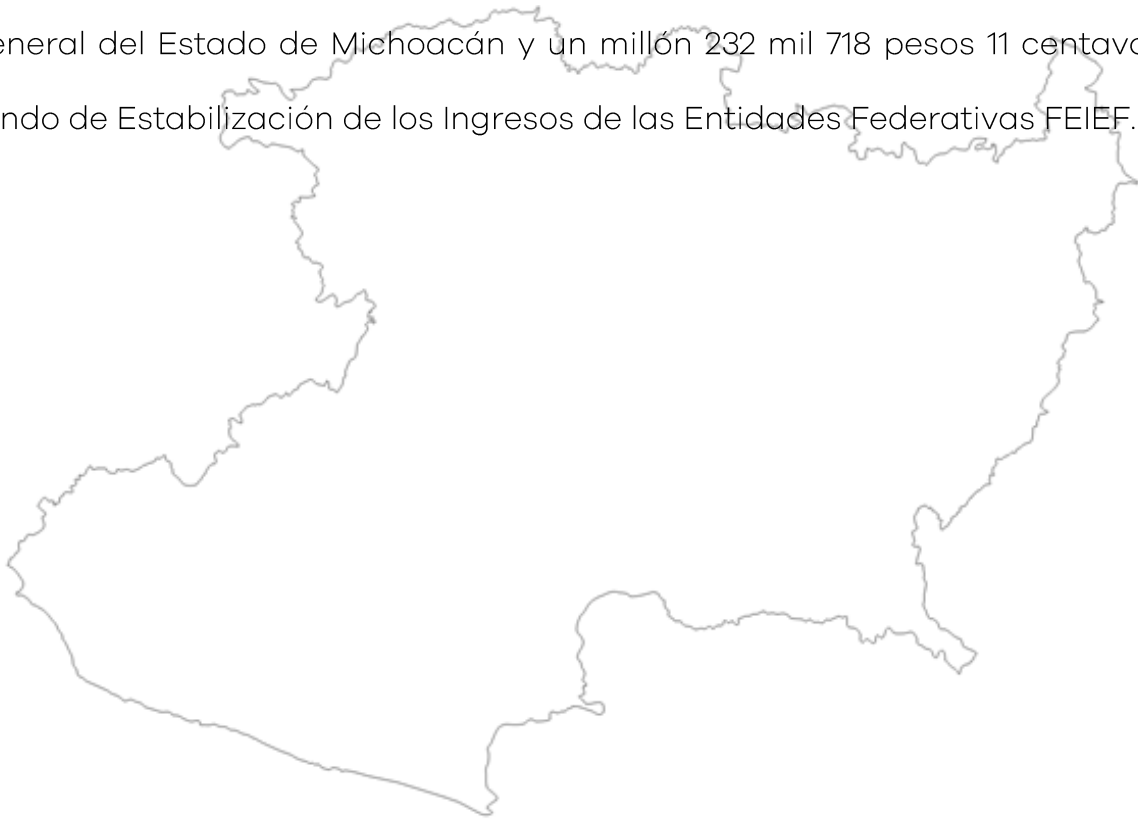 eneral del Estado de Michoacán y un millón 232 mil 718 pesos 11 centavo
ndo de Estabilización de los Ingresos de las Entidades Federativas FEIEF.